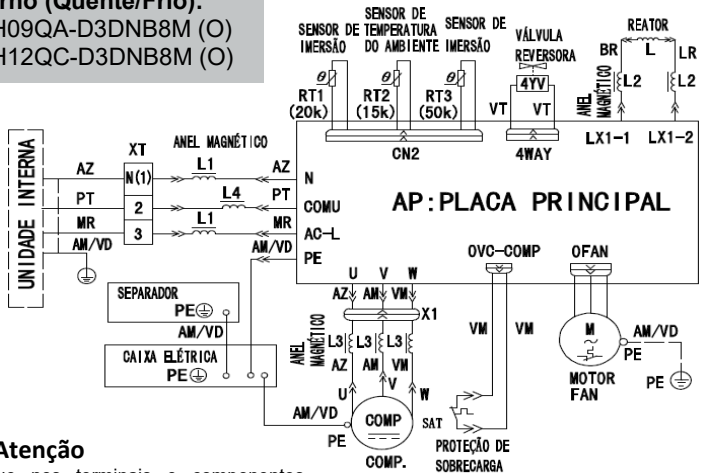 rno (Quente/Frio):
H09QA-D3DNB8M (O)
H12QC-D3DNB8M (O)
SENSOR DE IMERSÃO
SENSOR DE TEMPERATURA DO AMBIENTE
SENSOR DE IMERSÃO
VÁLVULA REVERSORA
REATOR
BR L LR
θ θ θ
4YV
ANEL MAGNÉTICO
L2 L2
RT1 (20k)
RT2 (15k)
RT3 (50k)
VT VT
CN2
4WAY
LX1-1 LX1-2
UNIDADE INTERNA
XT
ANEL MAGNÉTICO
AZ N(1) L1 AZ N
PT 2 L4 PT COMU
MR 3 L1 MR AC-L
AM/VD AM/VD PE
AP:PLACA PRINCIPAL
OVC-COMP OFAN
U V W
AZ AM VM
X1
SEPARADOR
PE
AM/VD
CAIXA ELÉTRICA
PE
ANEL MAGNÉTICO
L3 L3 L3
AZ AM VM
U V W
AM/VD
PE
COMP
COMP.
VM VM
SAT
PROTEÇÃO DE
SOBRECARGA
M
AM/VD
PE
MOTOR
FAN
PE
Atenção
nos terminais e componentes